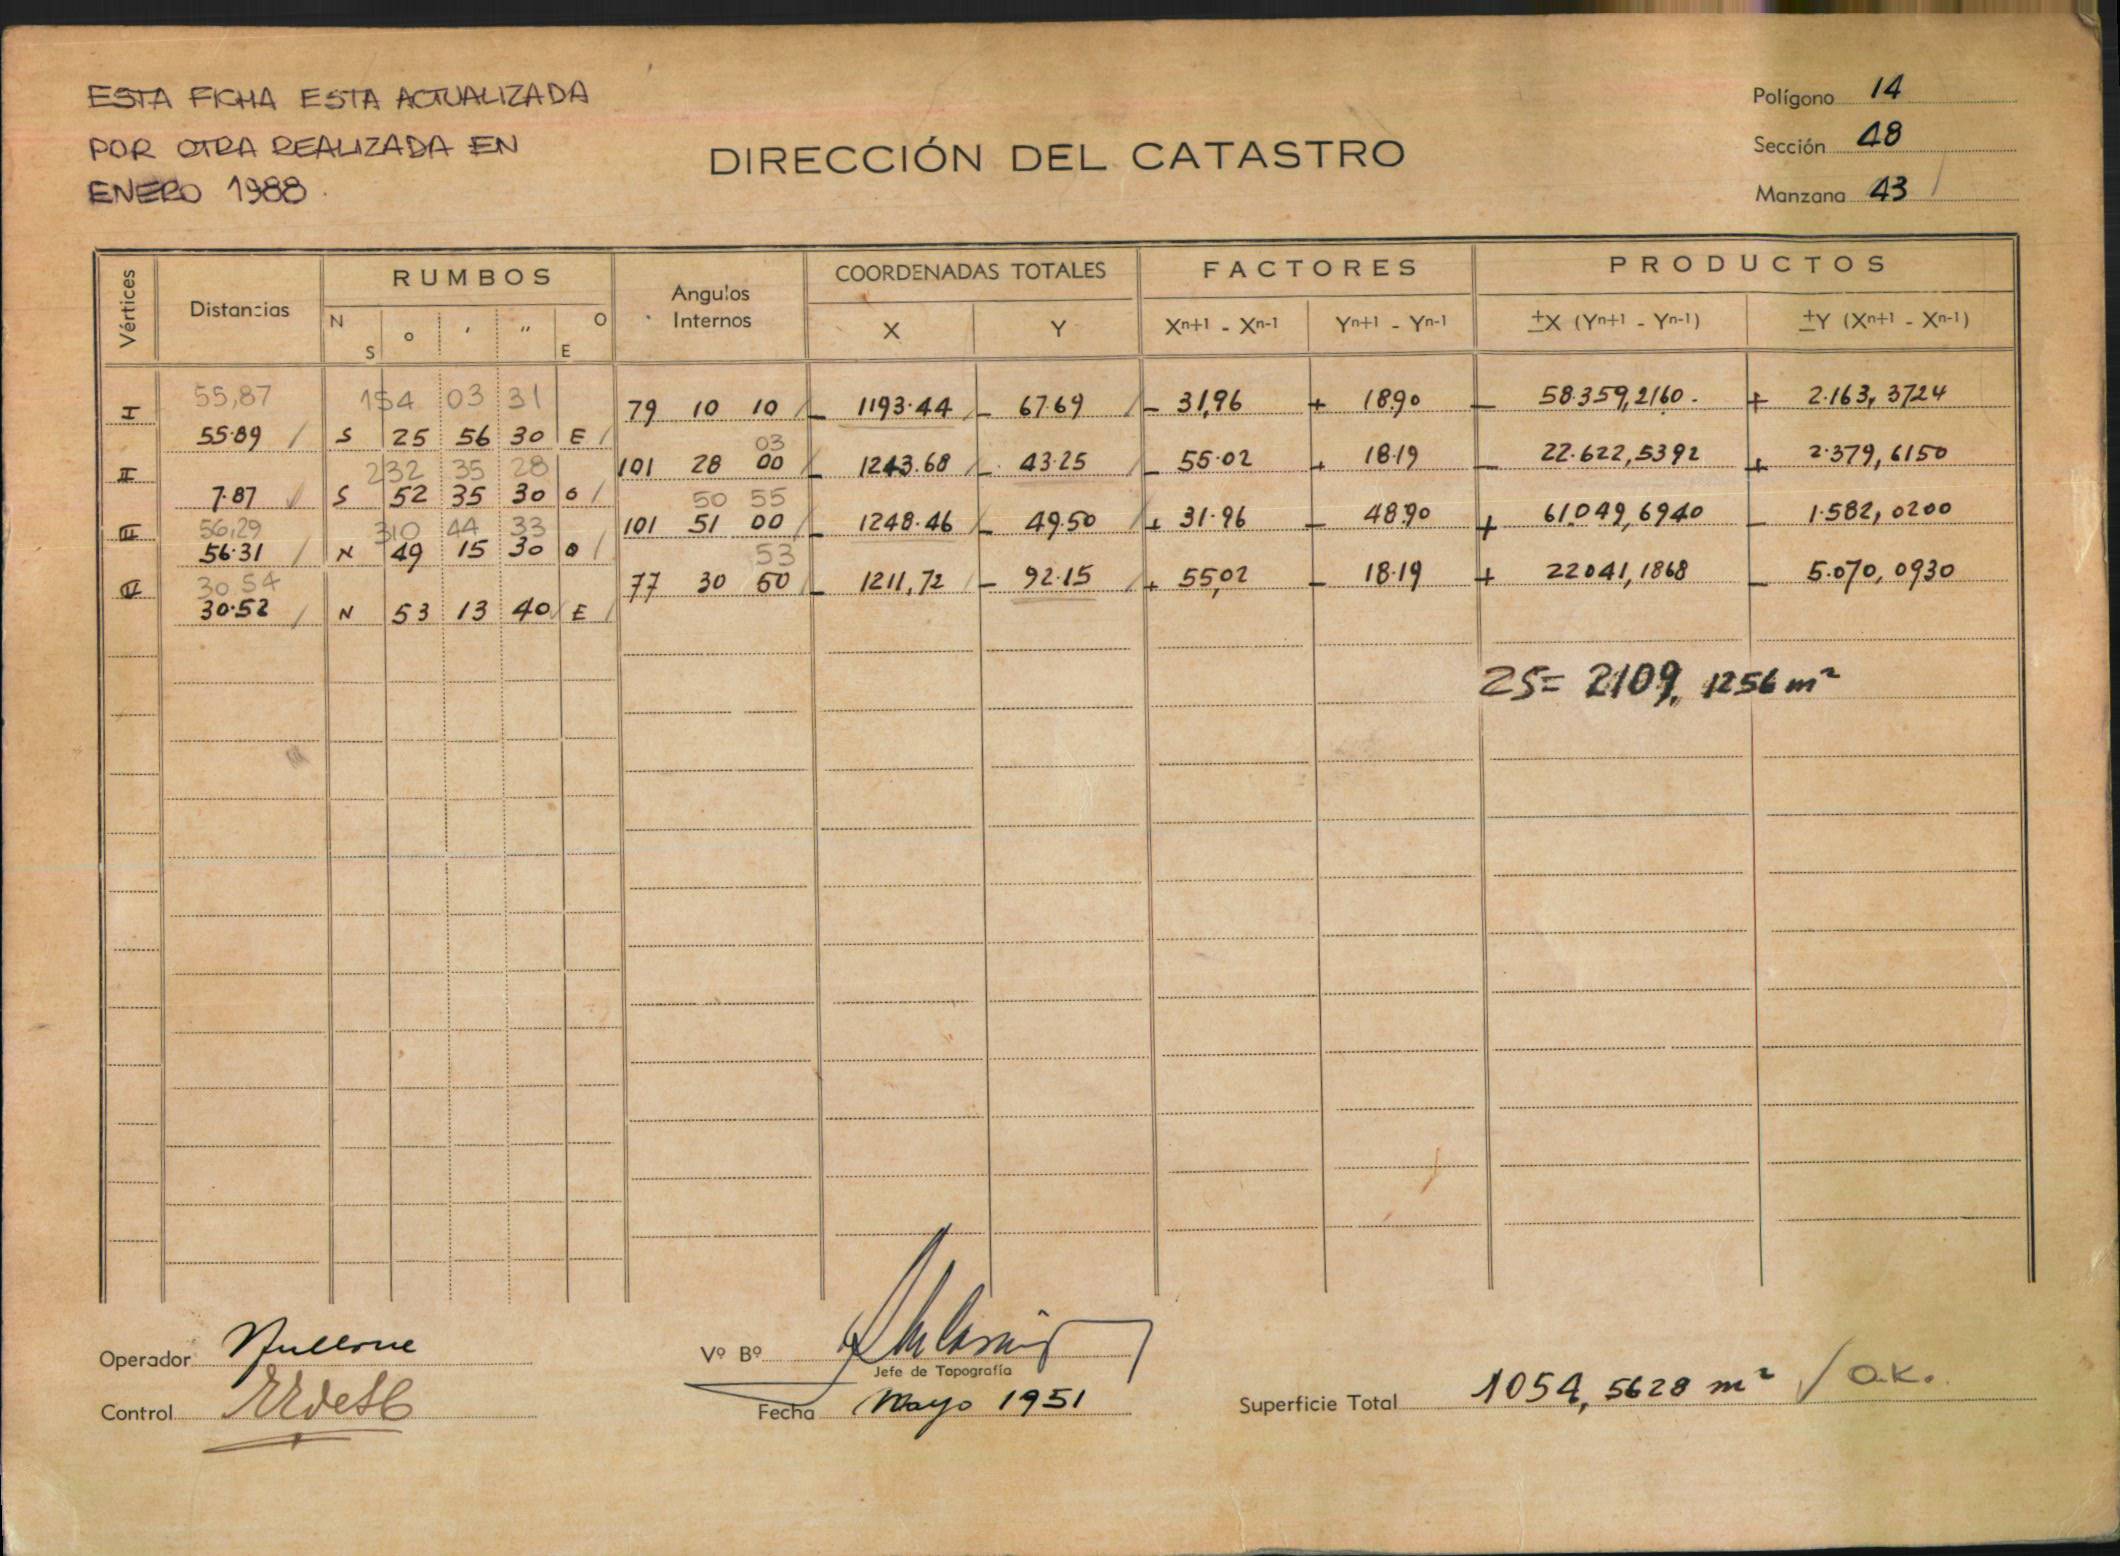 ESTA FICHA ESTA ACTUALIZADA
POR OTRA REALIZADA EN
ENERO 1988.
DIRECCIÓN DEL CATASTRO
Polígono 14
Sección 48
Manzana 43
Vértices Distancias RUMBOS Angulos Internos COORDENADAS TOTALES FACTORES PRODUCTOS
N S o , ,, O E X Y Xn+1 - Xn-1 Yn+1 - Yn-1 ±X (Yn+1 - Yn-1) ±Y (Xn+1 - Xn-1)
55,87 154 03 31
I 79 10 10 - 1193.44 - 67.69 - 31,96 + 18.90 - 58.359,2160. + 2.163,3724
55.89 S 25 56 30 E
232 35 28 03
II 101 28 00 - 1243.68 - 43.25 - 55.02 + 18.19 - 22.622,5392 + 2.379,6150
7.87 S 52 35 30 O
56,29 310 44 33 50 55
III 101 51 00 - 1248.46 - 49.50 + 31.96 - 48.90 + 61.049,6940 - 1.582,0200
56.31 N 49 15 30 O
30 54 53
IV 77 30 50 - 1211,72 - 92.15 + 55,02 - 18.19 + 22041,1868 - 5.070,0930
30.52 N 53 13 40 E
2S= 2109,1256 m²
Operador
Control
Vº Bº
Jefe de Topografía
Fecha Mayo 1951
Superficie Total 1054,5628 m² / O.K.